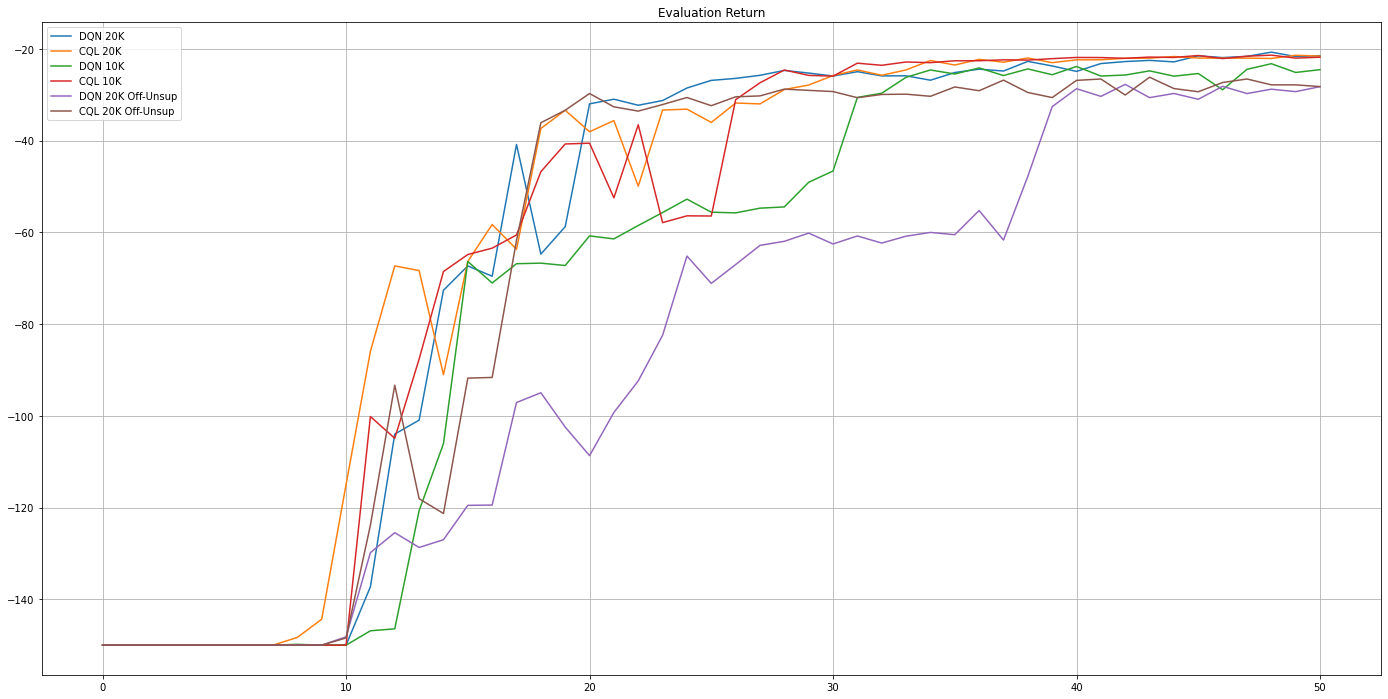 Evaluation Return
DQN 20K
CQL 20K
DQN 10K
CQL 10K
DQN 20K Off-Unsup
CQL 20K Off-Unsup
−20
−40
−60
−80
−100
−120
−140
0 10 20 30 40 50